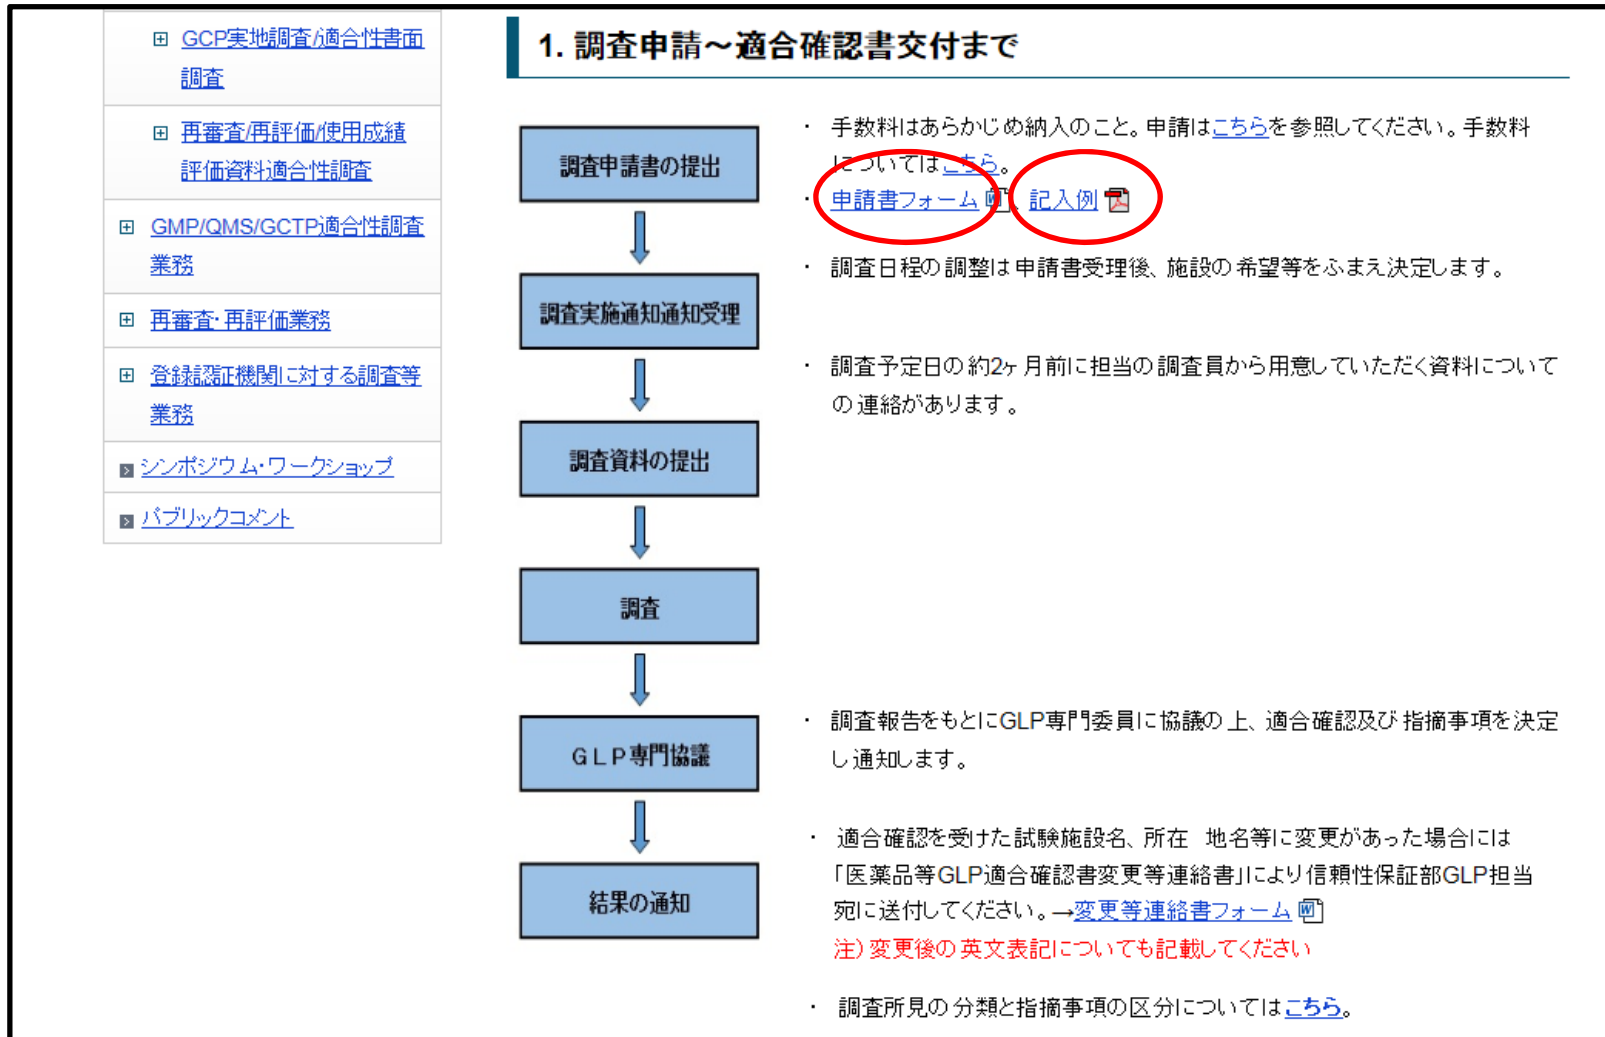 GCP実地調査/適合性書面
調査
再審査/再評価/使用成績
評価資料適合性調査
GMP/QMS/GCTP適合性調査
業務
再審査・再評価業務
登録認証機関に対する調査等
業務
シンポジウム・ワークショップ
パブリックコメント
1. 調査申請～適合確認書交付まで
調査申請書の提出
・ 手数料はあらかじめ納入のこと。申請はこちらを参照してください。手数料
についてはこちら。
・ 申請書フォーム、記入例
・ 調査日程の調整は申請書受理後、施設の希望等をふまえ決定します。
調査実施通知通知受理
・ 調査予定日の約2ヶ月前に担当の調査員から用意していただく資料について
の連絡があります。
調査資料の提出
調査
・ 調査報告をもとにGLP専門委員に協議の上、適合確認及び指摘事項を決定
し通知します。
ＧＬＰ専門協議
・ 適合確認を受けた試験施設名、所在　地名等に変更があった場合には
「医薬品等GLP適合確認書変更等連絡書」により信頼性保証部GLP担当
宛に送付してください。→変更等連絡書フォーム
注）変更後の英文表記についても記載してください
結果の通知
・ 調査所見の分類と指摘事項の区分についてはこちら。